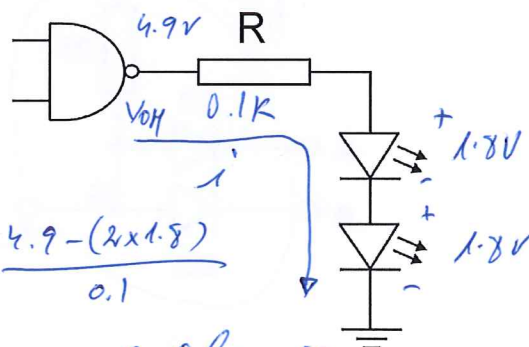 4.9V R
VOH 0.1K
i
+ 1.8V
-
+ 1.8V
-
4.9-(2x1.8)
0.1